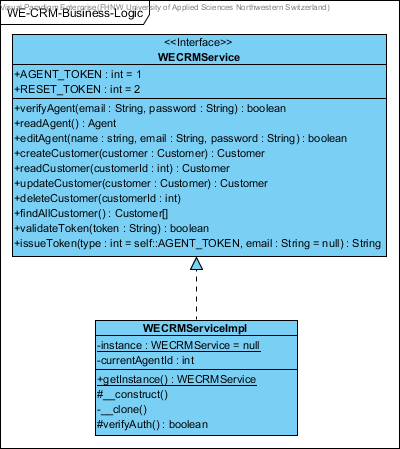 Visual Paradigm Enterprise(FHNW University of Applied Sciences Northwestern Switzerland)
WE-CRM-Business-Logic
<<Interface>>
WECRMService
+AGENT_TOKEN : int = 1
+RESET_TOKEN : int = 2
+verifyAgent(email : String, password : String) : boolean
+readAgent() : Agent
+editAgent(name : string, email : String, password : String) : boolean
+createCustomer(customer : Customer) : Customer
+readCustomer(customerId : int) : Customer
+updateCustomer(customer : Customer) : Customer
+deleteCustomer(customerId : int)
+findAllCustomer() : Customer[]
+validateToken(token : String) : boolean
+issueToken(type : int = self::AGENT_TOKEN, email : String = null) : String
WECRMServiceImpl
-instance : WECRMService = null
-currentAgentId : int
+getInstance() : WECRMService
#__construct()
-__clone()
#verifyAuth() : boolean